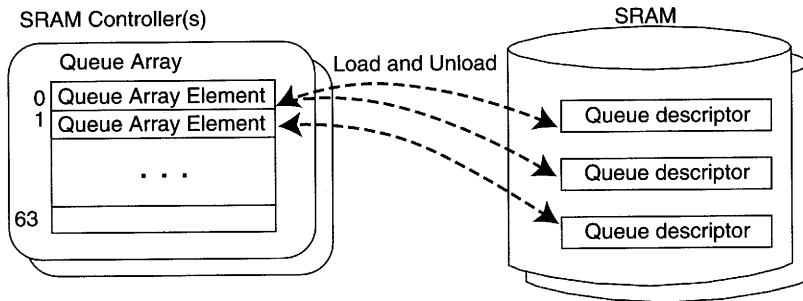 SRAM Controller(s)
SRAM
Queue Array
Load and Unload
0
Queue Array Element
1
Queue Array Element
. . .
63
Queue descriptor
Queue descriptor
Queue descriptor